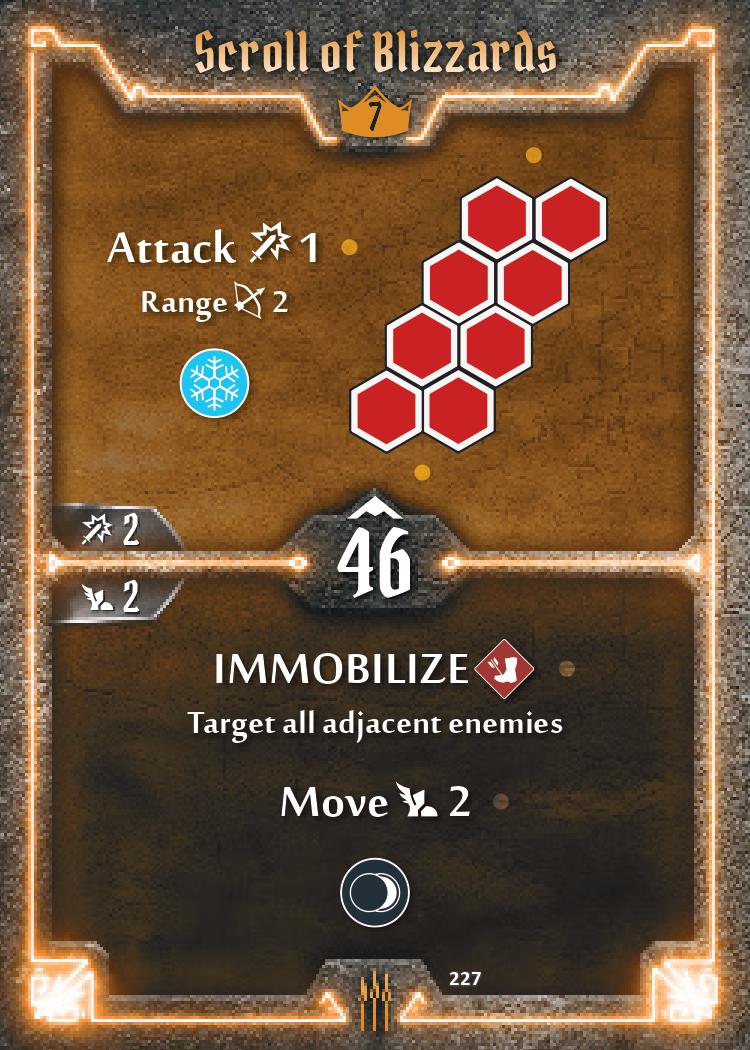 Scroll of Blizzards
7
Attack 1
Range 2
2
46
2
IMMOBILIZE
Target all adjacent enemies
Move 2
227